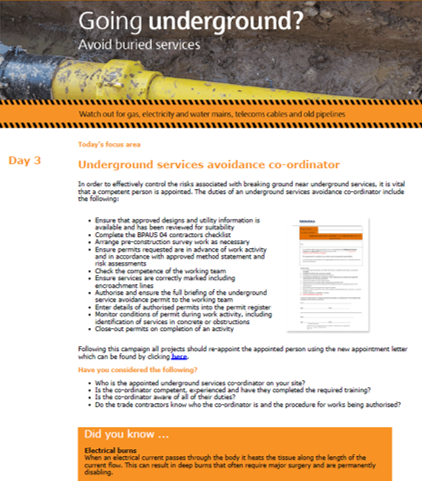 Going underground?
Avoid buried services
Watch out for gas, electricity and water mains, telecoms cables and old pipelines
Today's focus area
Day 3
Underground services avoidance co-ordinator
In order to effectively control the risks associated with breaking ground near underground services, it is vital
that a competent person is appointed. The duties of an underground services avoidance co-ordinator include
the following:
• Ensure that approved designs and utility information is
available and has been reviewed for suitability
• Complete the BPAUS 04 contractors checklist
• Arrange pre-construction survey work as necessary
• Ensure permits requested are in advance of work activity
and in accordance with approved method statement and
risk assessments
• Check the competence of the working team
• Ensure services are correctly marked including
encroachment lines
• Authorise and ensure the full briefing of the underground
service avoidance permit to the working team
• Enter details of authorised permits into the permit register
• Monitor conditions of permit during work activity, including
identification of services in concrete or obstructions
• Close-out permits on completion of an activity
Following this campaign all projects should re-appoint the appointed person using the new appointment letter
which can be found by clicking here.
Have you considered the following?
• Who is the appointed underground services co-ordinator on your site?
• Is the co-ordinator competent, experienced and have they completed the required training?
• Is the co-ordinator aware of all of their duties?
• Do the trade contractors know who the co-ordinator is and the procedure for works being authorised?
Did you know ...
Electrical burns
When an electrical current passes through the body it heats the tissue along the length of the
current flow. This can result in deep burns that often require major surgery and are permanently
disabling.